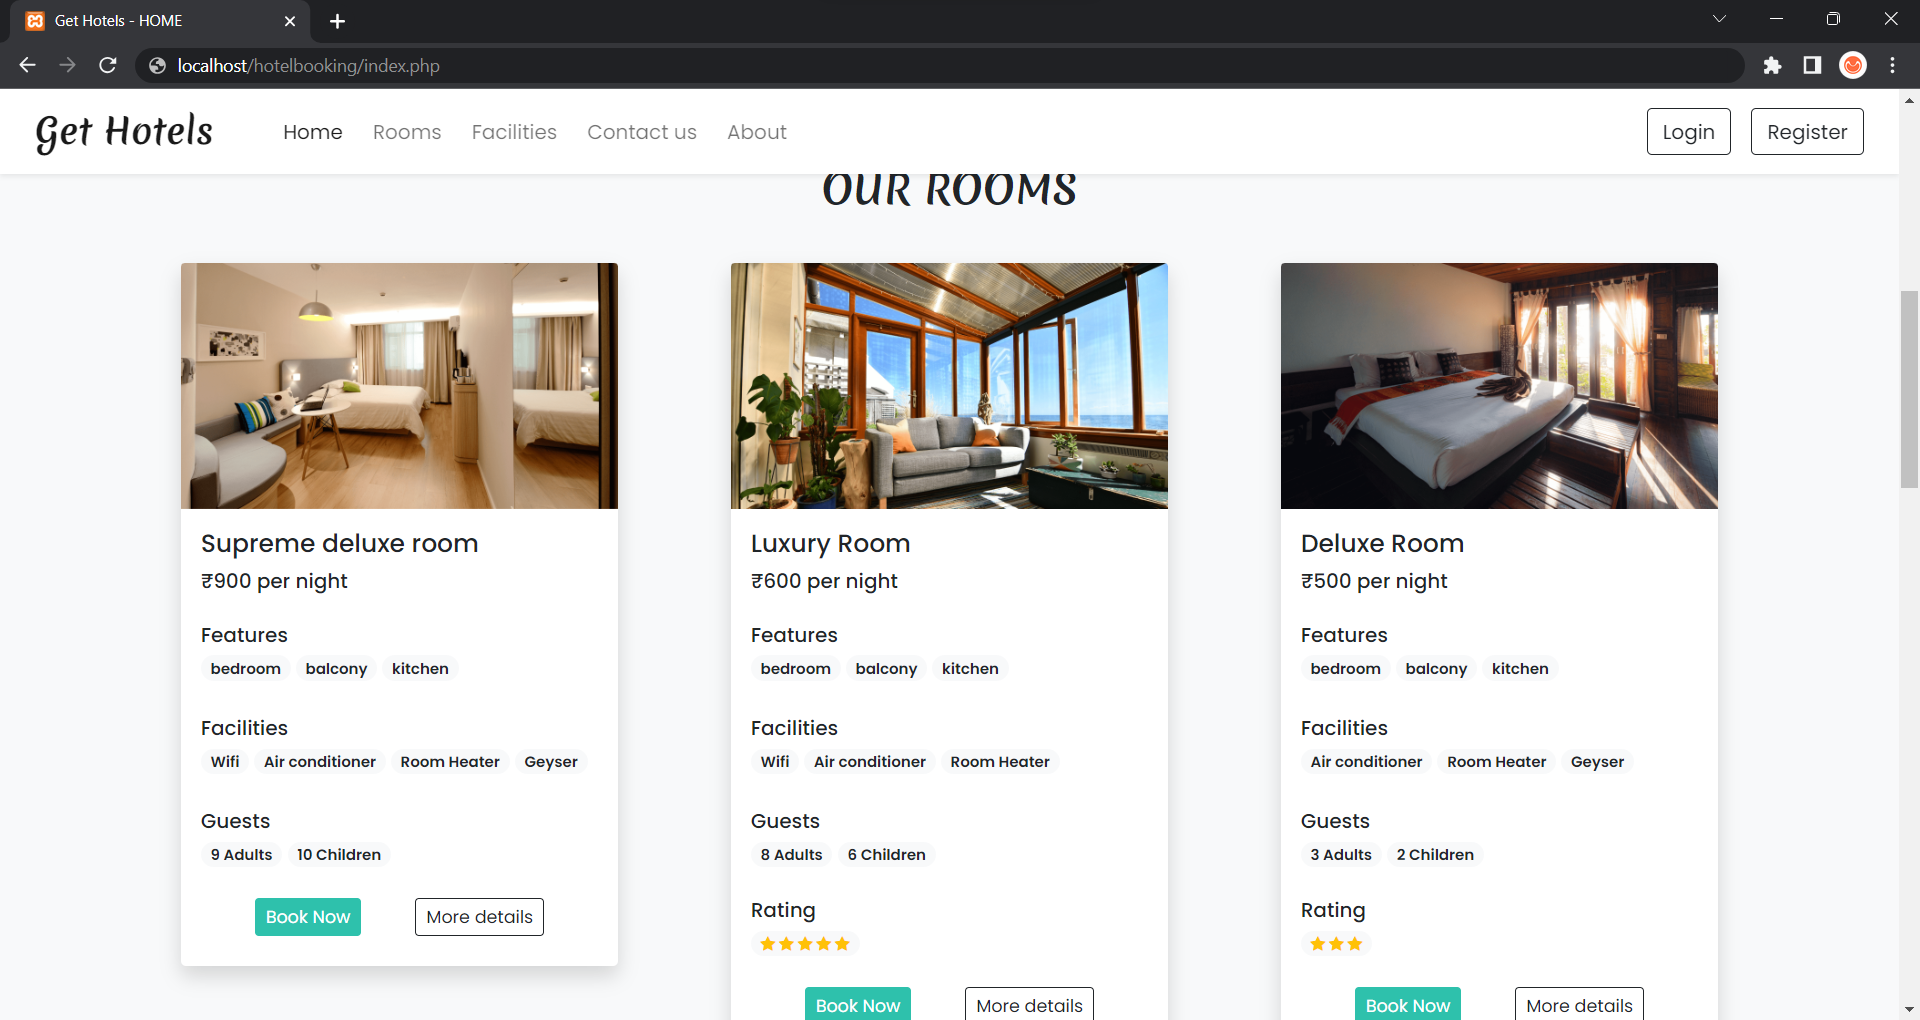 Get Hotels - HOME
localhost/hotelbooking/index.php
Get Hotels Home Rooms Facilities Contact us About Login Register
OUR ROOMS
Supreme deluxe room
₹900 per night
Features
bedroom balcony kitchen
Facilities
Wifi Air conditioner Room Heater Geyser
Guests
9 Adults 10 Children
Book Now More details
Luxury Room
₹600 per night
Features
bedroom balcony kitchen
Facilities
Wifi Air conditioner Room Heater
Guests
8 Adults 6 Children
Rating
Book Now More details
Deluxe Room
₹500 per night
Features
bedroom balcony kitchen
Facilities
Air conditioner Room Heater Geyser
Guests
3 Adults 2 Children
Rating
Book Now More details